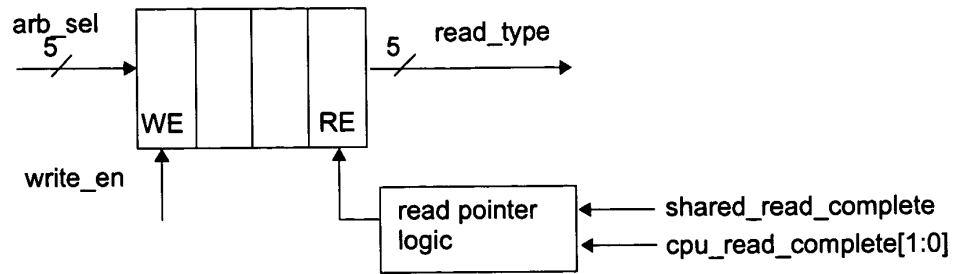 arb_sel
5
5
read_type
WE
RE
write_en
read pointer
logic
shared_read_complete
cpu_read_complete[1:0]